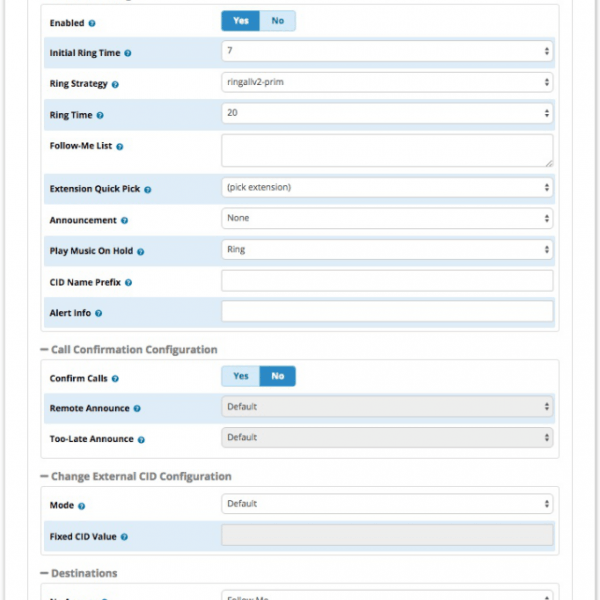 Enabled Yes No
Initial Ring Time 7
Ring Strategy ringallv2-prim
Ring Time 20
Follow-Me List
Extension Quick Pick (pick extension)
Announcement None
Play Music On Hold Ring
CID Name Prefix
Alert Info
Call Confirmation Configuration
Confirm Calls Yes No
Remote Announce Default
Too-Late Announce Default
Change External CID Configuration
Mode Default
Fixed CID Value
Destinations